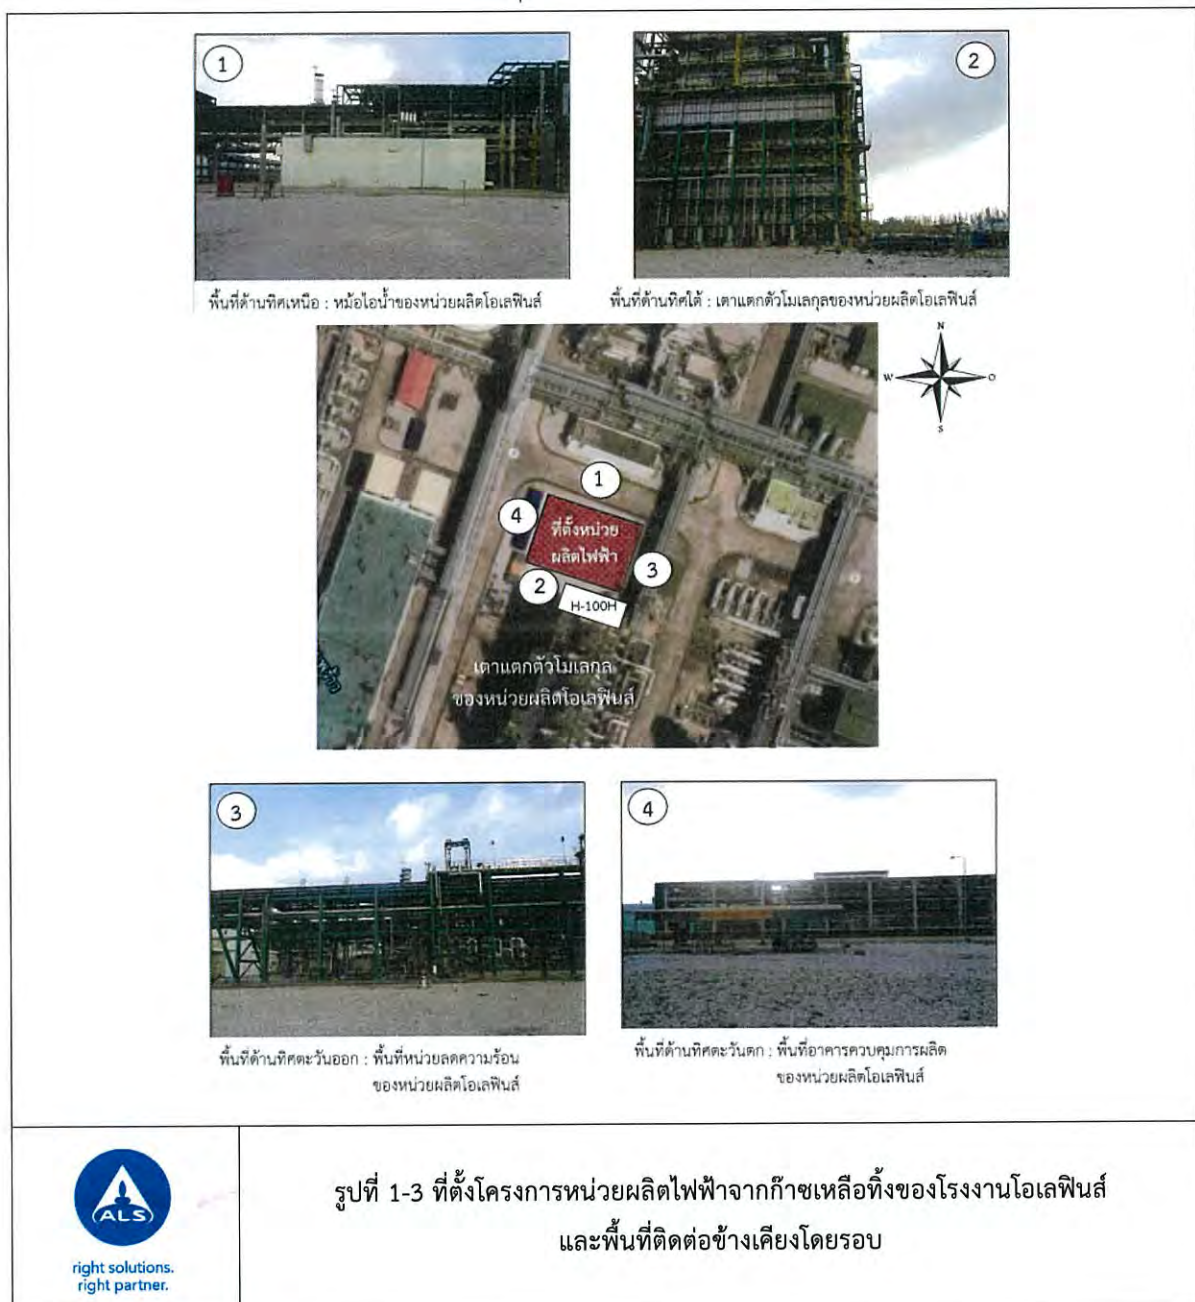 1
2
พื้นที่ด้านทิศเหนือ : หม้อไอน้ำของหน่วยผลิตโอเลฟินส์
พื้นที่ด้านทิศใต้ : เตาแตกตัวโมเลกุลของหน่วยผลิตโอเลฟินส์
N
W
O
S
1
4
ที่ตั้งหน่วย
ผลิตไฟฟ้า
3
2
H-100H
เตาแตกตัวโมเลกุล
ของหน่วยผลิตโอเลฟินส์
3
4
พื้นที่ด้านทิศตะวันออก : พื้นที่หน่วยลดความร้อน
ของหน่วยผลิตโอเลฟินส์
พื้นที่ด้านทิศตะวันตก : พื้นที่อาคารควบคุมการผลิต
ของหน่วยผลิตโอเลฟินส์
ALS
right solutions.
right partner.
รูปที่ 1-3 ที่ตั้งโครงการหน่วยผลิตไฟฟ้าจากก๊าซเหลือทิ้งของโรงงานโอเลฟินส์
และพื้นที่ติดต่อข้างเคียงโดยรอบ